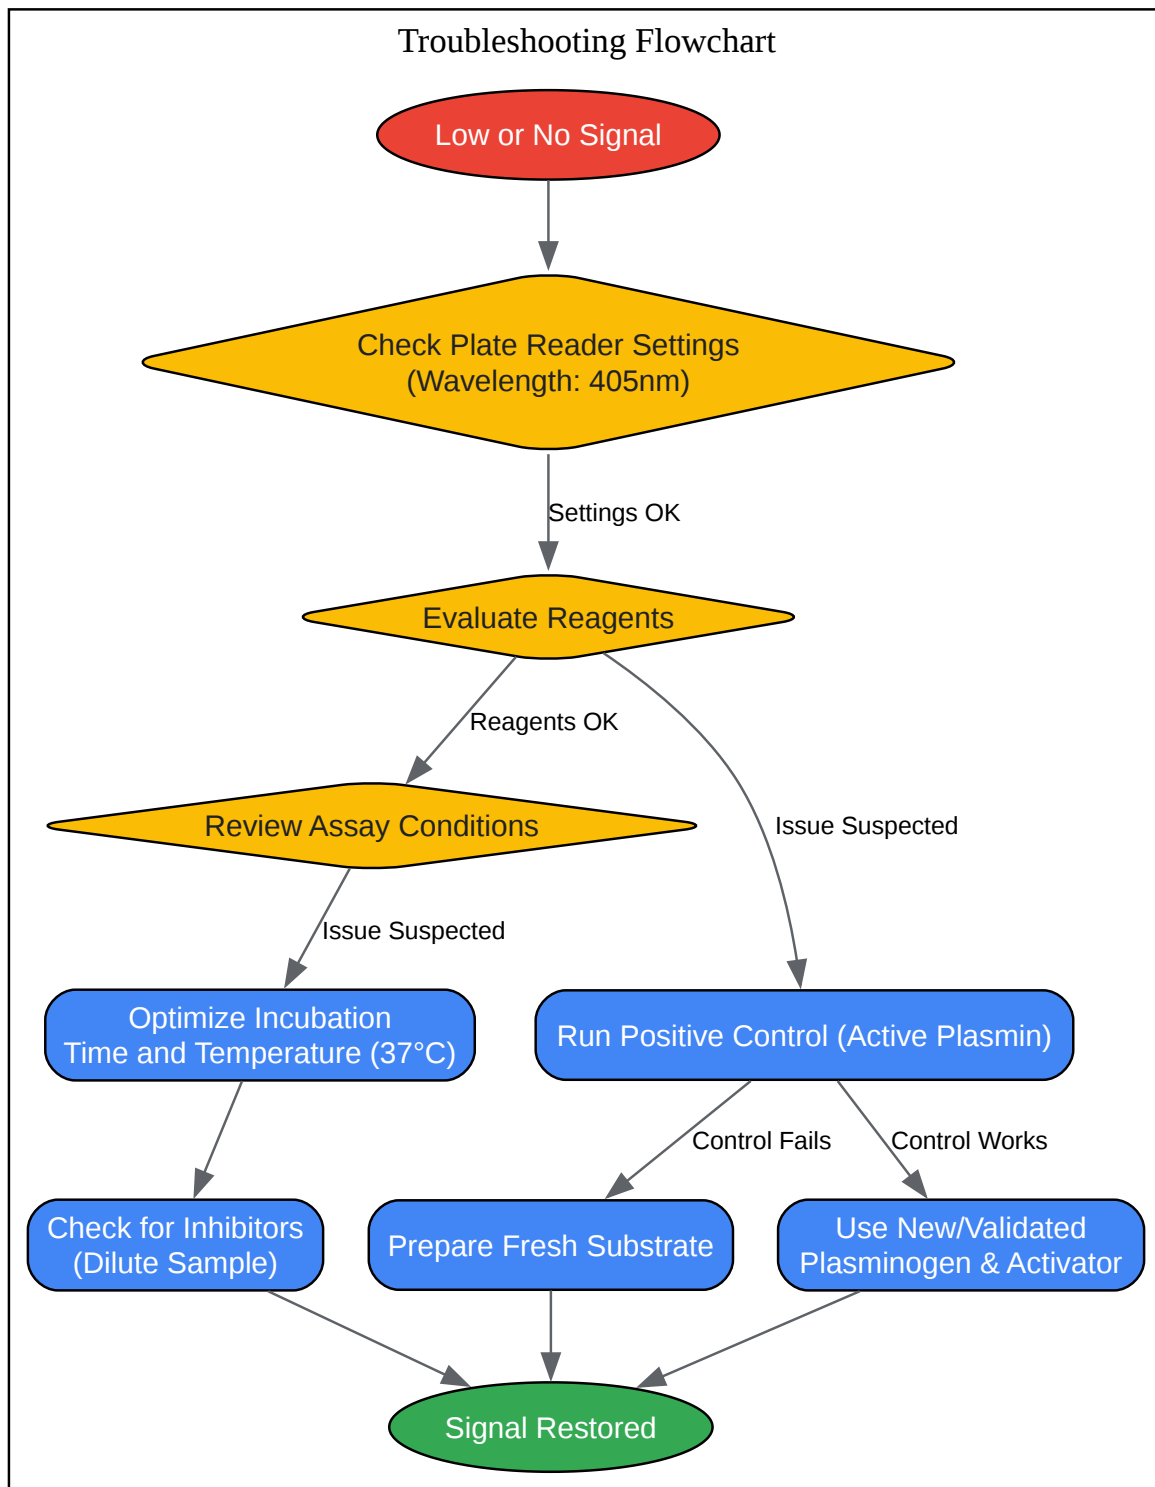 Troubleshooting Flowchart
Low or No Signal
Check Plate Reader Settings
(Wavelength: 405nm)
Settings OK
Evaluate Reagents
Reagents OK
Review Assay Conditions
Issue Suspected
Issue Suspected
Optimize Incubation
Time and Temperature (37°C)
Run Positive Control (Active Plasmin)
Control Fails
Control Works
Check for Inhibitors
(Dilute Sample)
Prepare Fresh Substrate
Use New/Validated
Plasminogen & Activator
Signal Restored